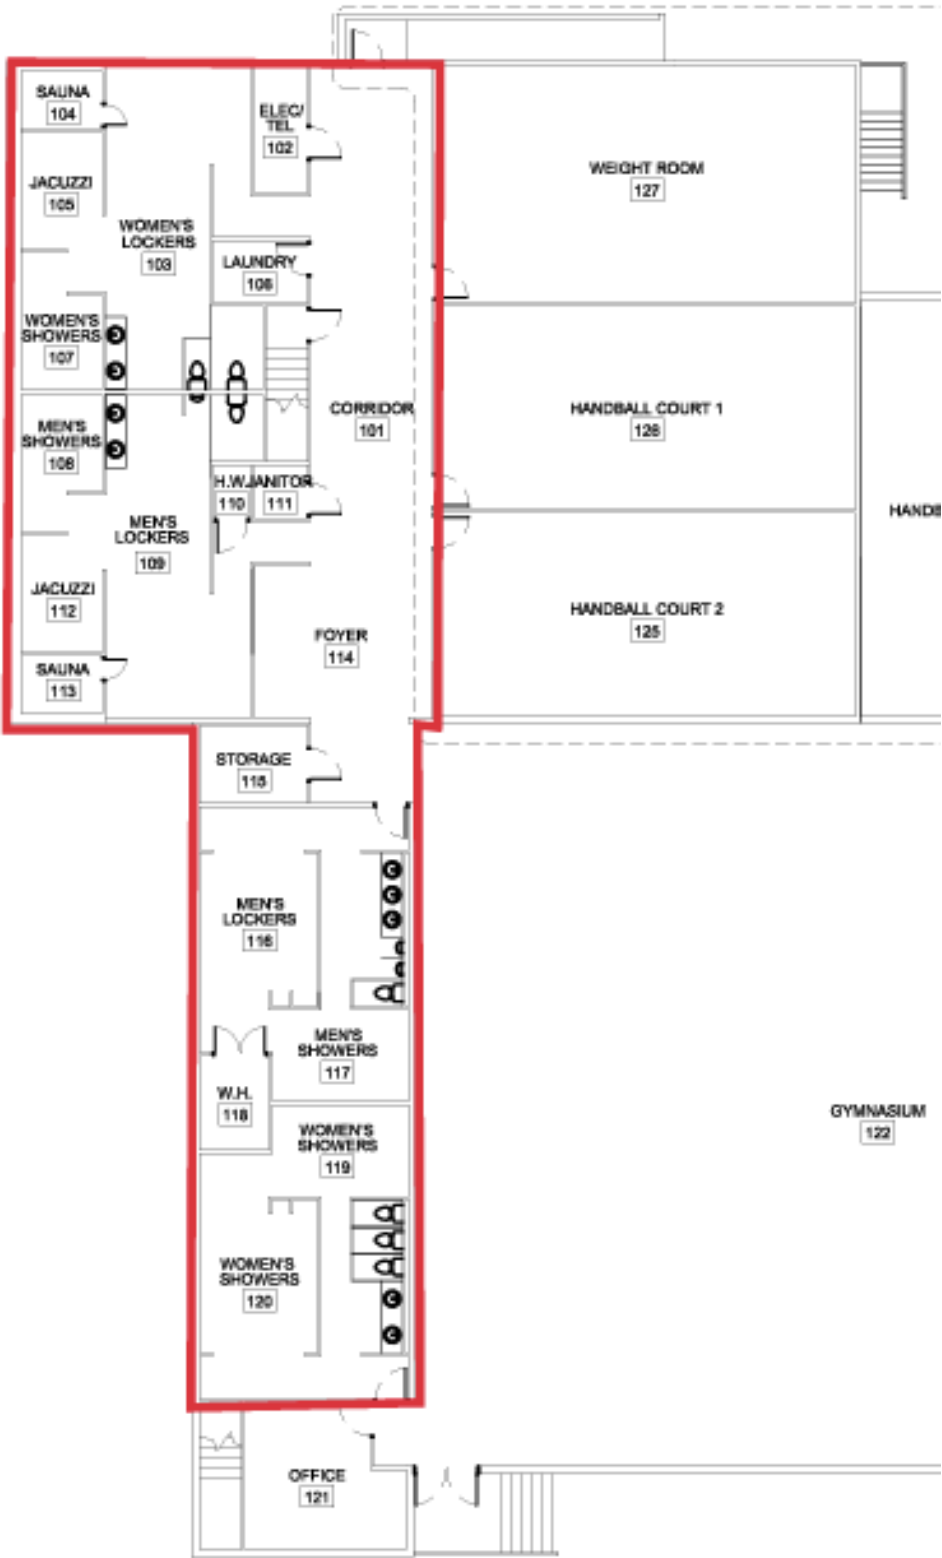 SAUNA
104
ELEC/
TEL
102
JACUZZI
105
WOMEN'S
LOCKERS
103
LAUNDRY
106
WOMEN'S
SHOWERS
107
MEN'S
SHOWERS
108
CORRIDOR
101
H.W.
110
JANITOR
111
MEN'S
LOCKERS
109
JACUZZI
112
FOYER
114
SAUNA
113
WEIGHT ROOM
127
HANDBALL COURT 1
126
HANDB
HANDBALL COURT 2
125
STORAGE
115
MEN'S
LOCKERS
116
MEN'S
SHOWERS
117
W.H.
118
WOMEN'S
SHOWERS
119
WOMEN'S
SHOWERS
120
GYMNASIUM
122
OFFICE
121